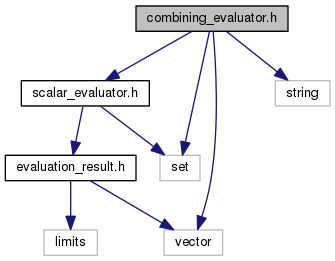 combining_evaluator.h
scalar_evaluator.h
string
evaluation_result.h
set
limits
vector